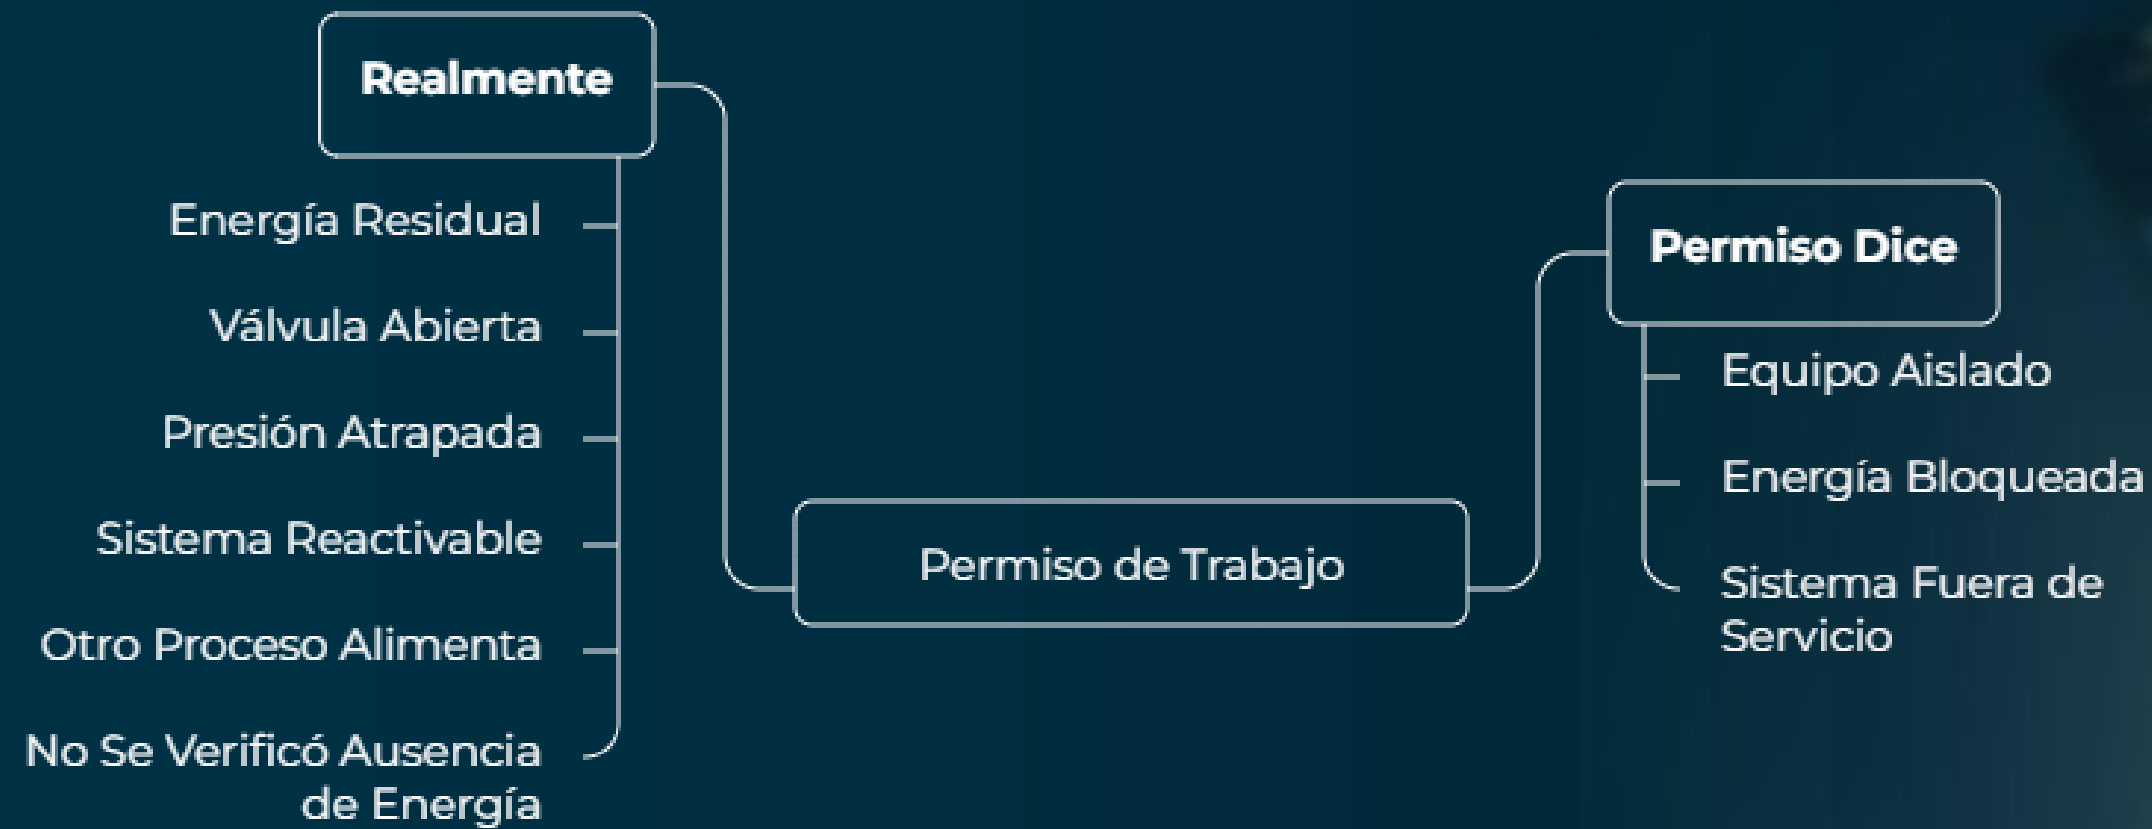 Realmente
Energía Residual
Válvula Abierta
Presión Atrapada
Sistema Reactivable
Otro Proceso Alimenta
No Se Verificó Ausencia
de Energía
Permiso de Trabajo
Permiso Dice
Equipo Aislado
Energía Bloqueada
Sistema Fuera de
Servicio